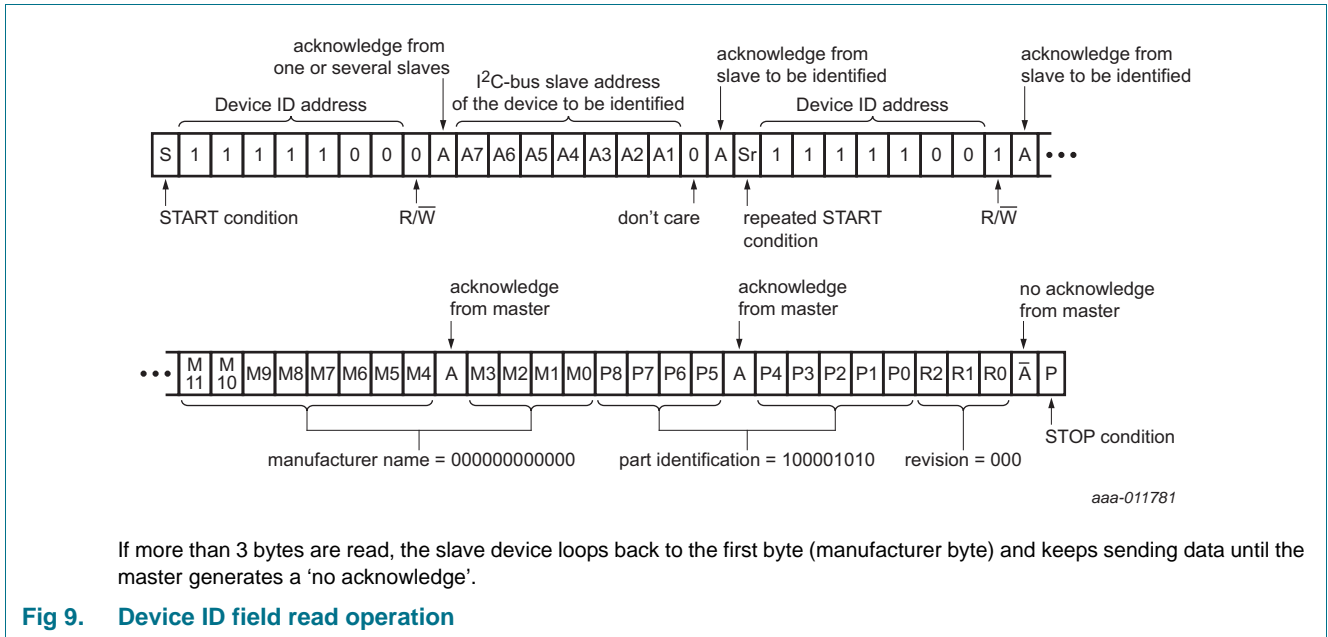 acknowledge from
one or several slaves
I2C-bus slave address
of the device to be identified
acknowledge from
slave to be identified
acknowledge from
slave to be identified
Device ID address
Device ID address
S 1 1 1 1 1 0 0 0 A A7 A6 A5 A4 A3 A2 A1 0 A Sr 1 1 1 1 1 0 0 1 A •••
START condition
R/W̅
don't care
repeated START
condition
R/W̅
acknowledge
from master
acknowledge
from master
no acknowledge
from master
••• M11 M10 M9 M8 M7 M6 M5 M4 A M3 M2 M1 M0 P8 P7 P6 P5 A P4 P3 P2 P1 P0 R2 R1 R0 A̅ P
STOP condition
manufacturer name = 000000000000
part identification = 100001010
revision = 000
aaa-011781
If more than 3 bytes are read, the slave device loops back to the first byte (manufacturer byte) and keeps sending data until the
master generates a ‘no acknowledge’.
Fig 9. Device ID field read operation